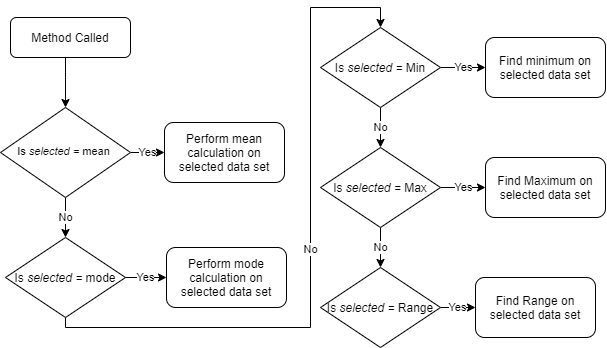 Method Called
Is selected = mean
Yes
Perform mean
calculation on
selected data set
No
Is selected = mode
Yes
Perform mode
calculation on
selected data set
No
Is selected = Min
Yes
Find minimum on
selected data set
No
Is selected = Max
Yes
Find Maximum on
selected data set
No
Is selected = Range
Yes
Find Range on
selected data set